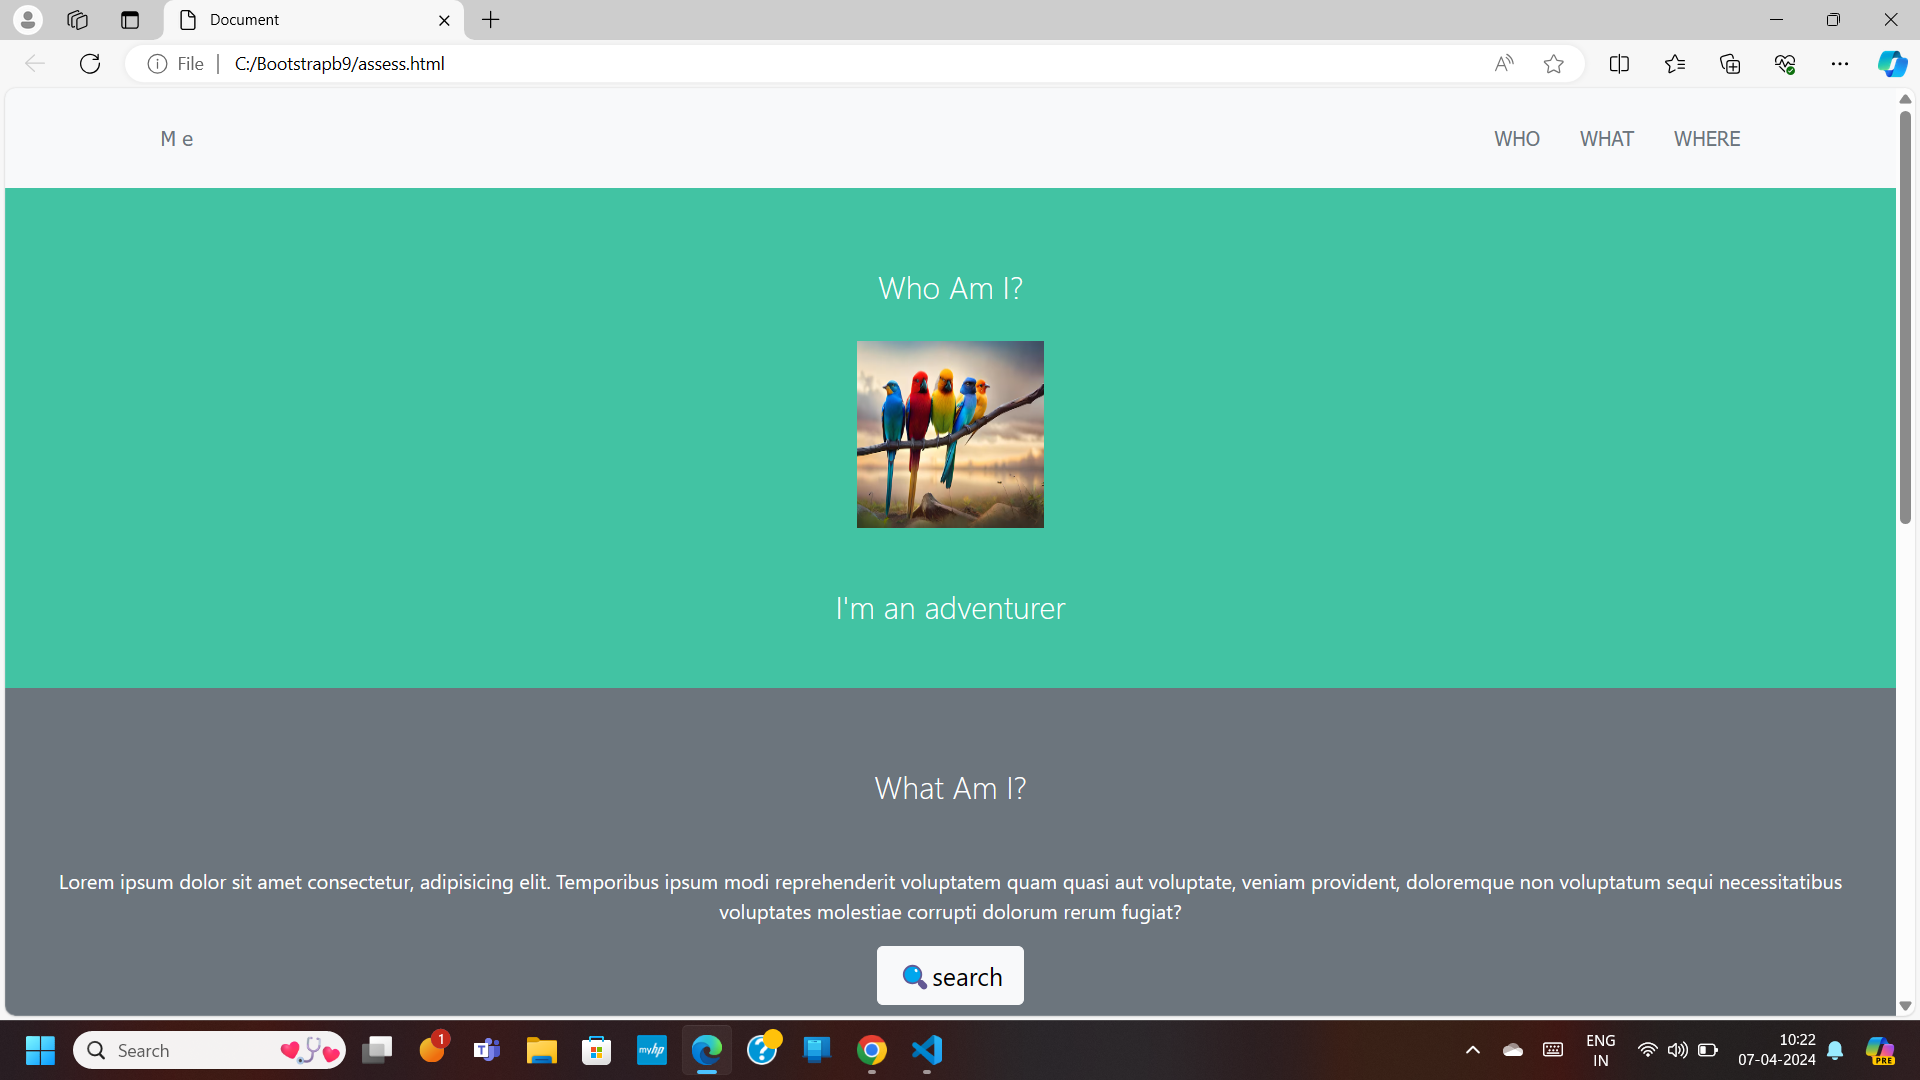 Document
File
C:/Bootstrapb9/assess.html
M e
WHO WHAT WHERE
Who Am I?
I'm an adventurer
What Am I?
Lorem ipsum dolor sit amet consectetur, adipisicing elit. Temporibus ipsum modi reprehenderit voluptatem quam quasi aut voluptate, veniam provident, doloremque non voluptatum sequi necessitatibus
voluptates molestiae corrupti dolorum rerum fugiat?
search
Search
1
myhp
ENG
IN
10:22
07-04-2024
PRE